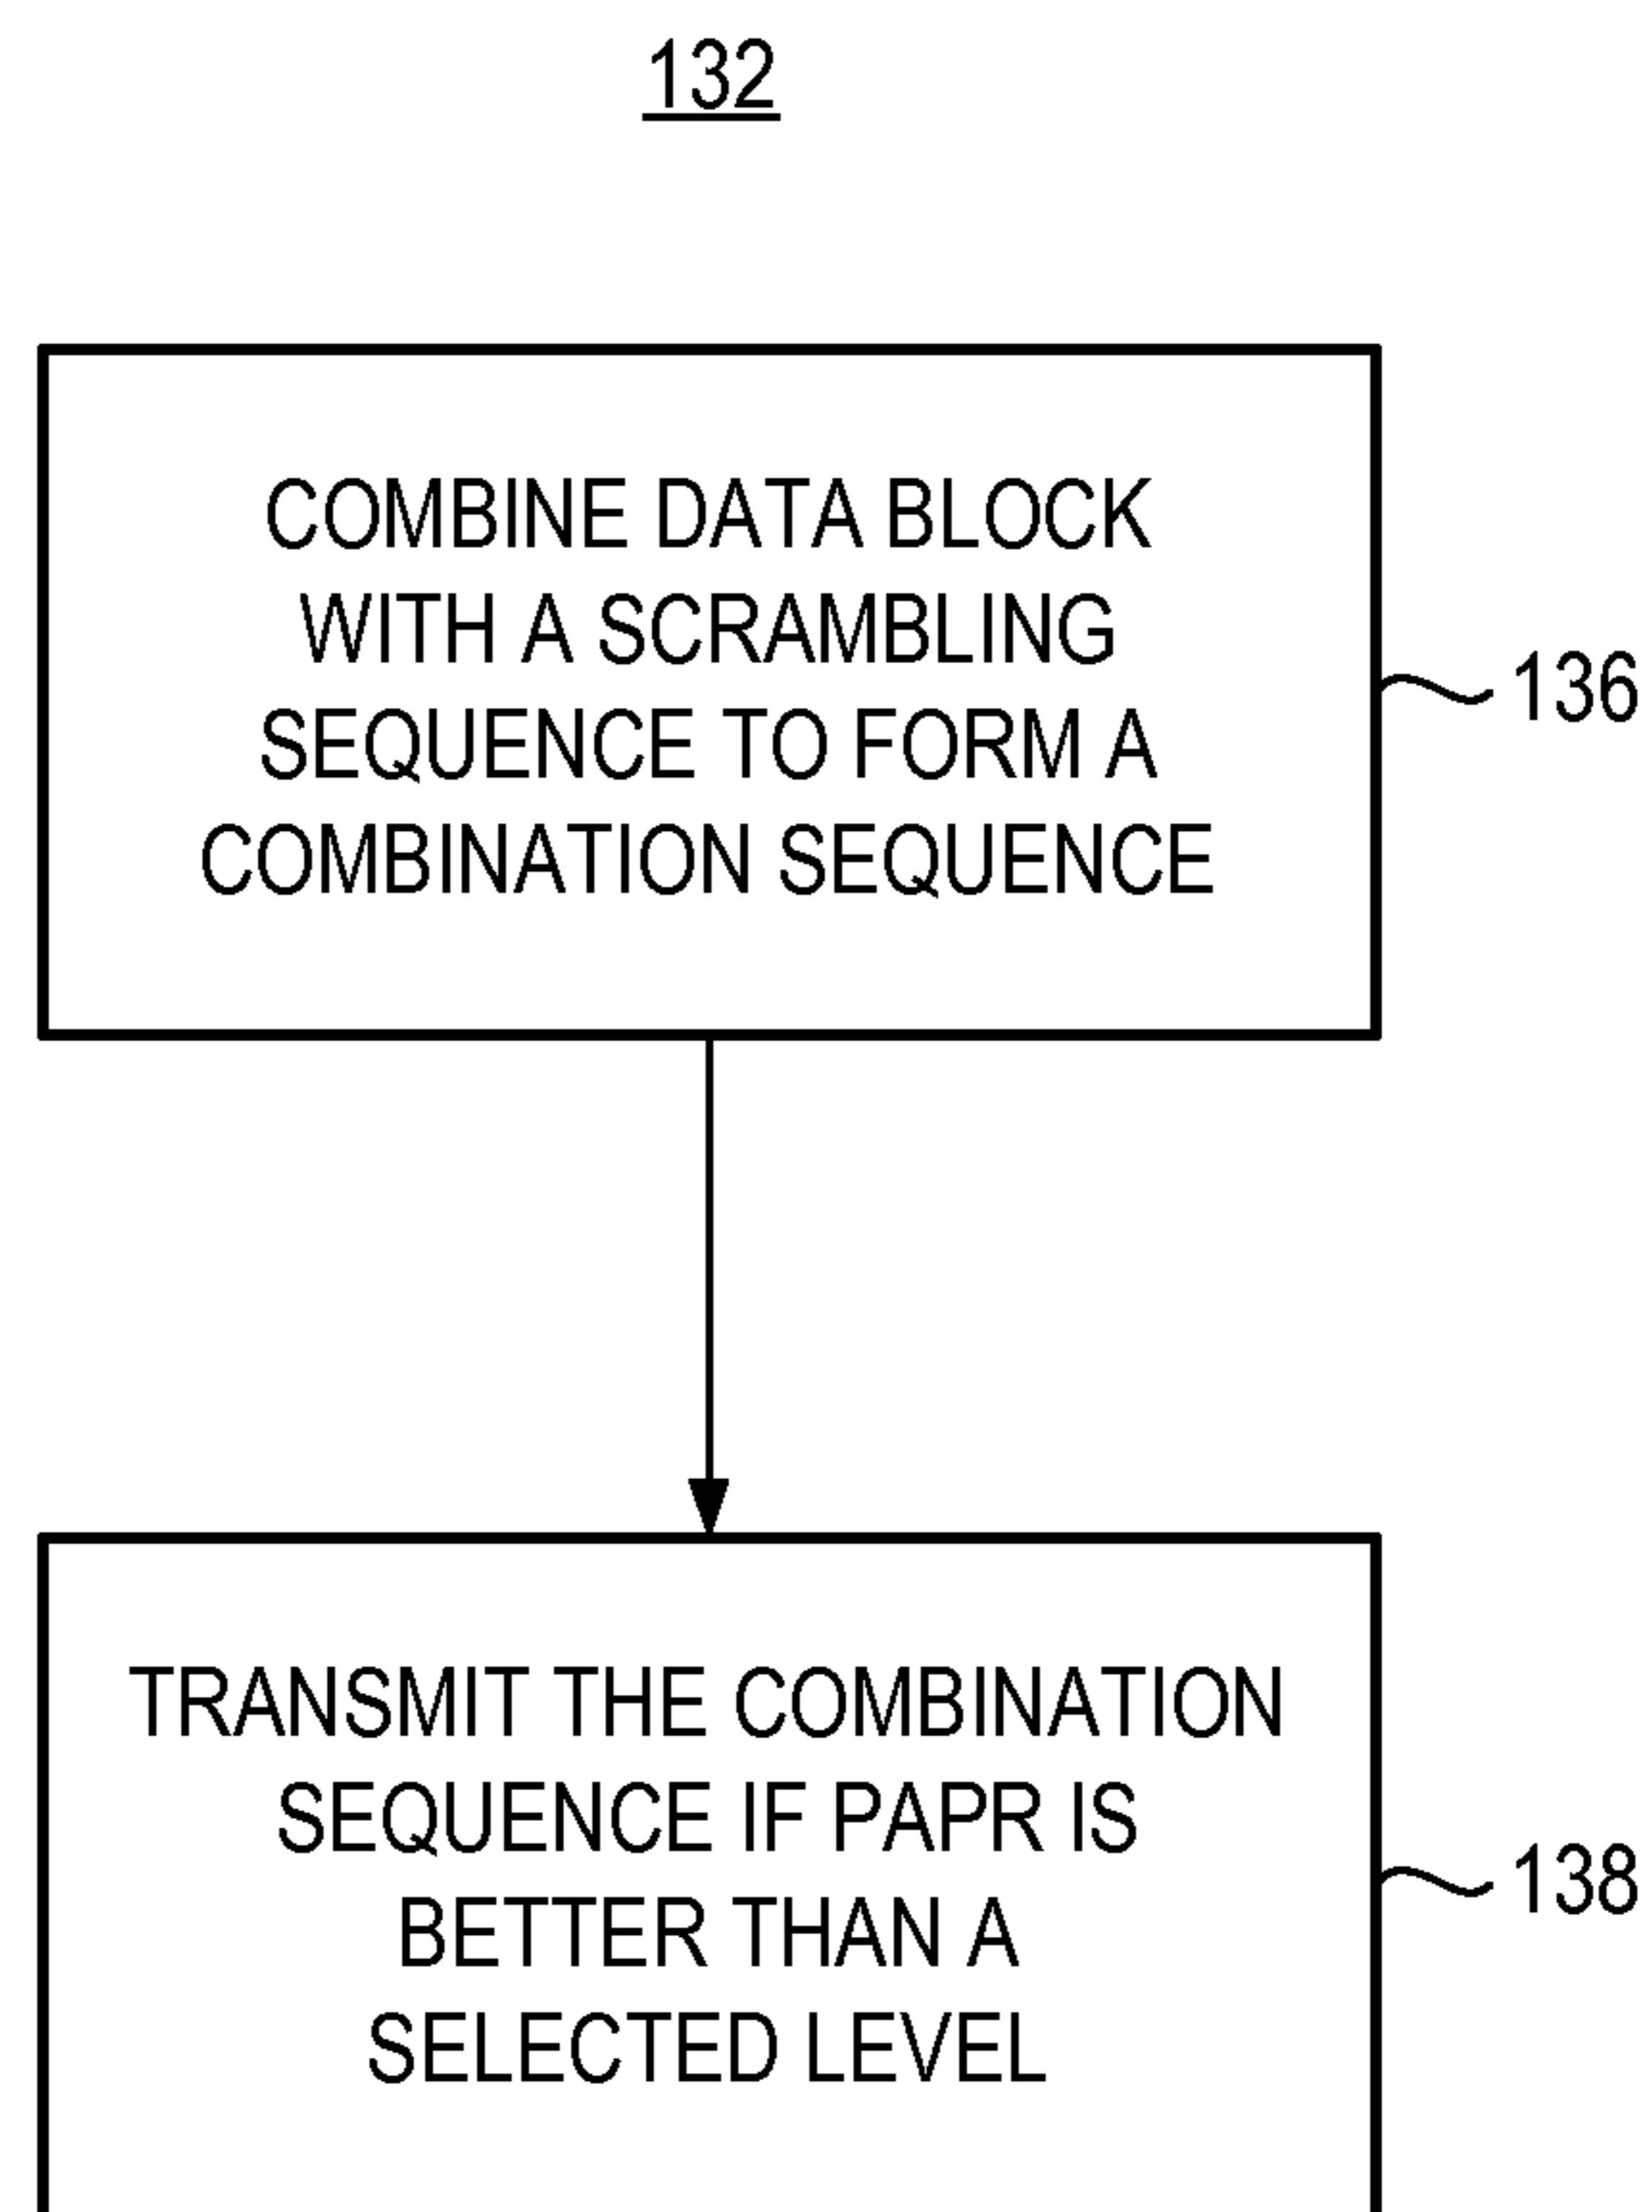 132
COMBINE DATA BLOCK
WITH A SCRAMBLING
SEQUENCE TO FORM A
COMBINATION SEQUENCE
136
TRANSMIT THE COMBINATION
SEQUENCE IF PAPR IS
BETTER THAN A
SELECTED LEVEL
138